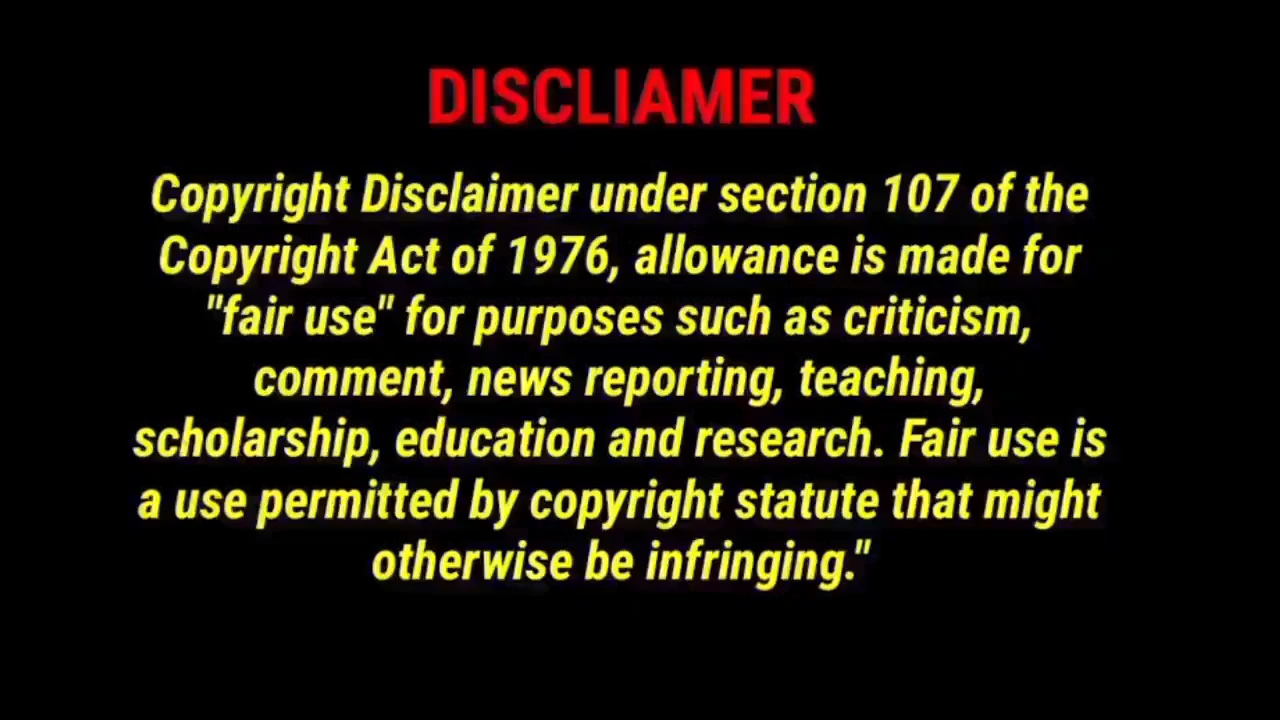 DISCLIAMER
Copyright Disclaimer under section 107 of the
Copyright Act of 1976, allowance is made for
"fair use" for purposes such as criticism,
comment, news reporting, teaching,
scholarship, education and research. Fair use is
a use permitted by copyright statute that might
otherwise be infringing."